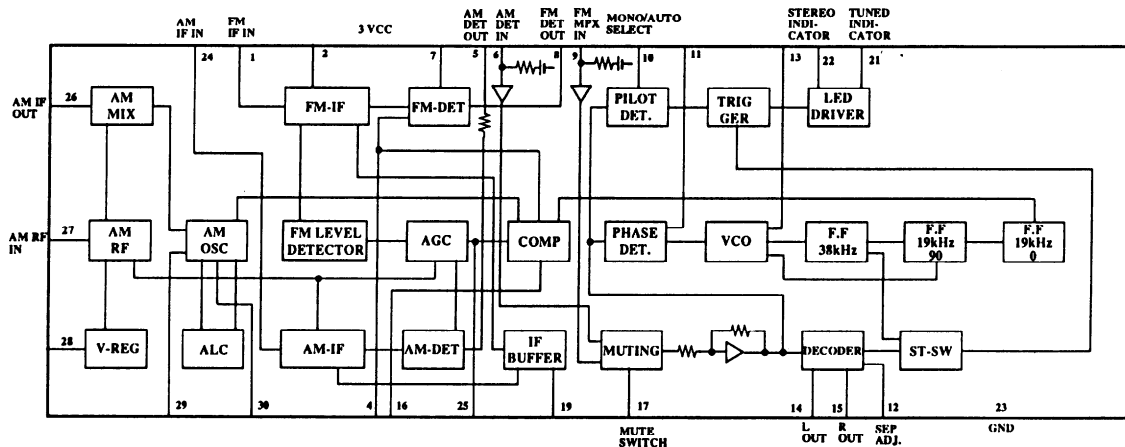 AM IF IN
FM IF IN
3 VCC
AM DET OUT
AM DET IN
FM DET OUT
FM MPX IN
MONO/AUTO SELECT
STEREO INDI-CATOR
TUNED INDI-CATOR
24
1
2
7
5
6
8
9
10
11
13
22
21
AM IF OUT
26
AM MIX
FM-IF
FM-DET
PILOT DET.
TRIG GER
LED DRIVER
AM RF IN
27
AM RF
AM OSC
FM LEVEL DETECTOR
AGC
COMP
PHASE DET.
VCO
F.F 38kHz
F.F 19kHz 90
F.F 19kHz 0
28
V-REG
ALC
AM-IF
AM-DET
IF BUFFER
MUTING
DECODER
ST-SW
29
30
4
16
25
19
17
14
15
12
23
MUTE SWITCH
L OUT
R OUT
SEP ADJ.
GND